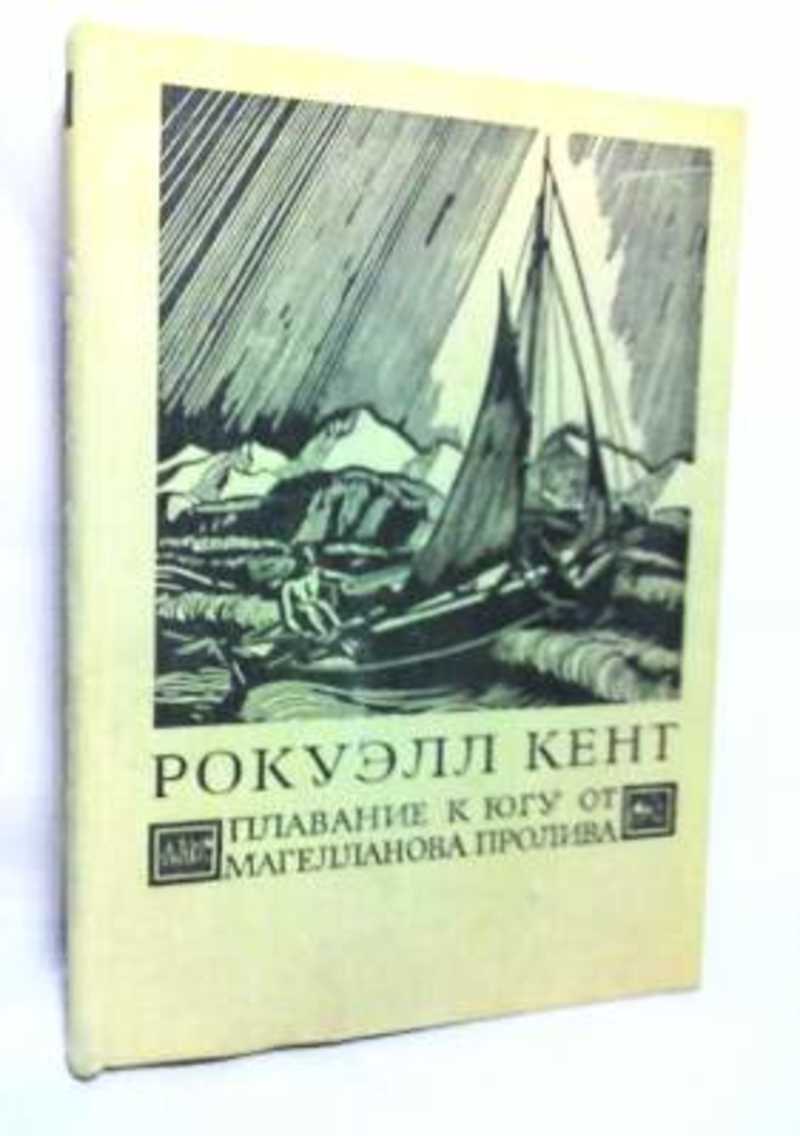 РОКУЭЛЛ КЕНТ
ПЛАВАНИЕ К ЮГУ ОТ
МАГЕЛЛАНОВА ПРОЛИВА